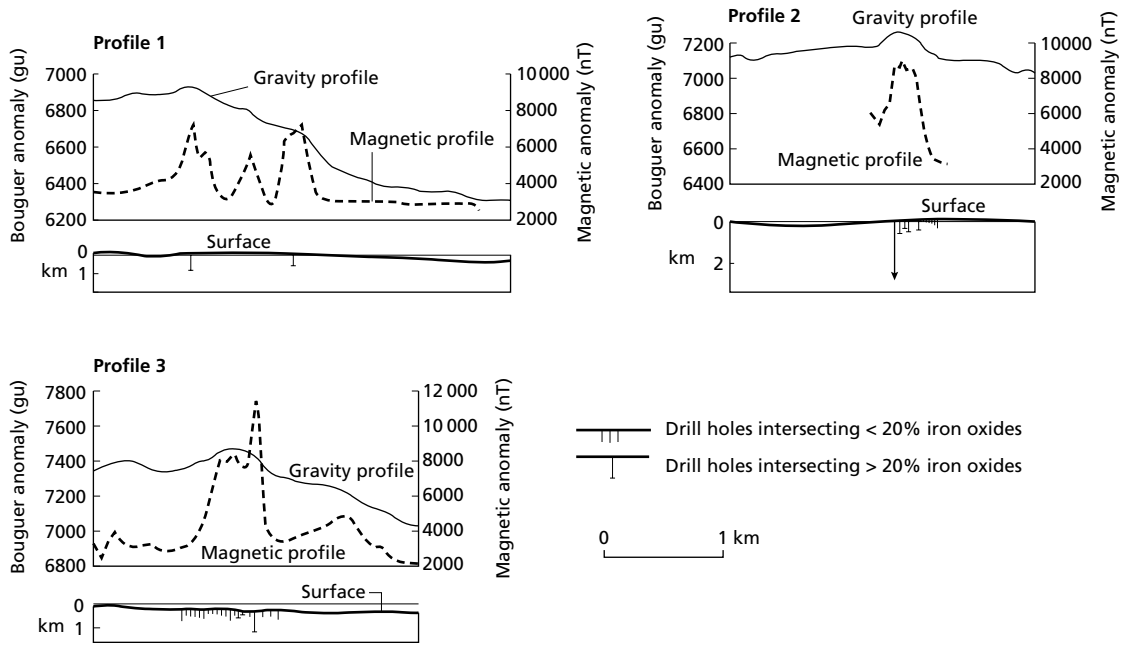 Profile 1
Bouguer anomaly (gu)
7000
6800
6600
6400
6200
Gravity profile
Magnetic profile
10 000
8000
6000
4000
2000
Magnetic anomaly (nT)
Surface
0
km 1
Profile 2
Gravity profile
Bouguer anomaly (gu)
7200
7000
6800
6600
6400
Magnetic profile
10 000
8000
6000
4000
2000
Magnetic anomaly (nT)
Surface
0
km
2
Profile 3
Bouguer anomaly (gu)
7800
7600
7400
7200
7000
6800
Gravity profile
Magnetic profile
12 000
10 000
8000
6000
4000
2000
Magnetic anomaly (nT)
Surface
0
km 1
Drill holes intersecting < 20% iron oxides
Drill holes intersecting > 20% iron oxides
0 1 km